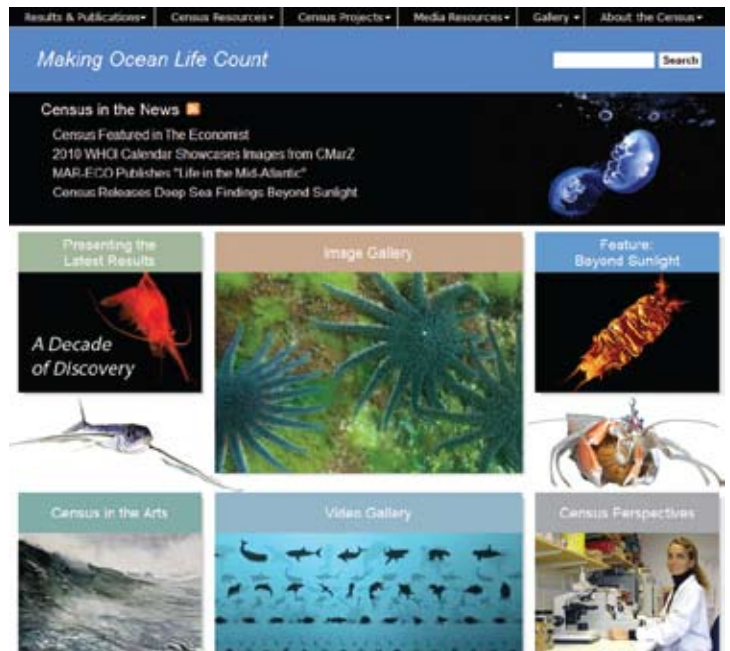 Results & Publications Census Resources Census Projects Media Resources Gallery About the Census
Making Ocean Life Count
Search
Census in the News
Census Featured in The Economist
2010 WHOI Calendar Showcases Images from CMarZ
MAR-ECO Publishes "Life in the Mid-Atlantic"
Census Releases Deep Sea Findings Beyond Sunlight
Presenting the
Latest Results
Image Gallery
Feature:
Beyond Sunlight
A Decade
of Discovery
Census in the Arts
Video Gallery
Census Perspectives